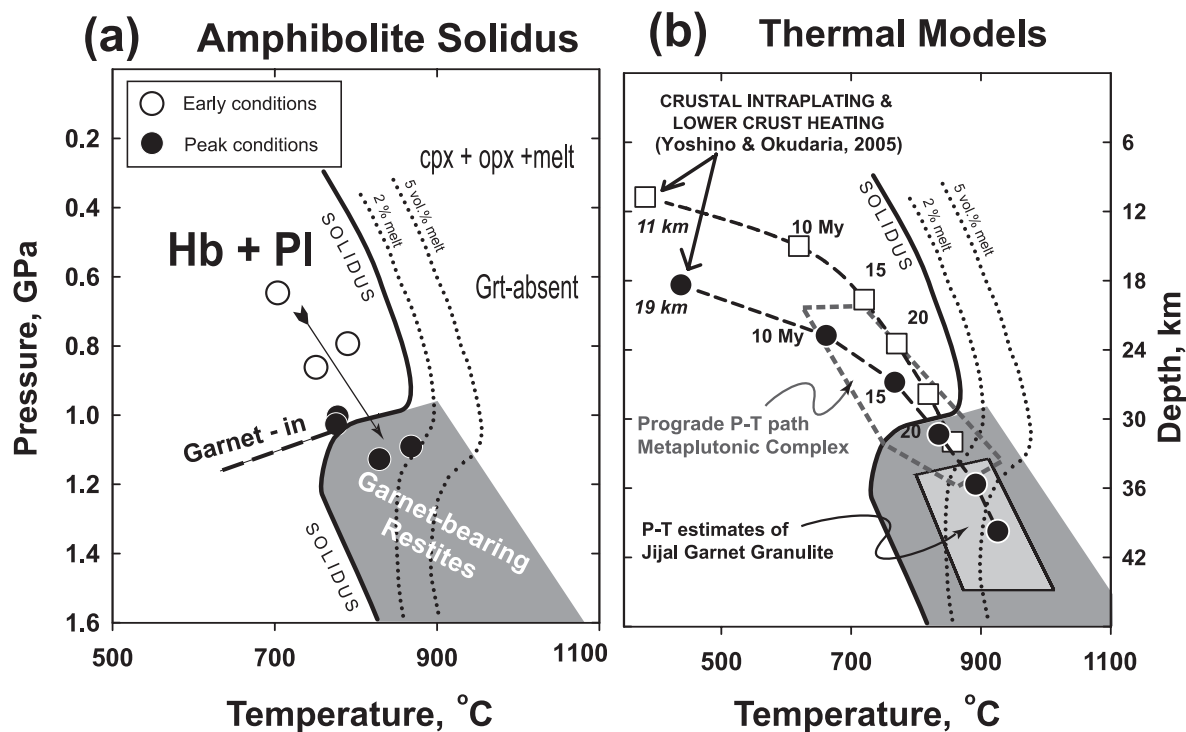 (a) Amphibolite Solidus
Early conditions
Peak conditions
cpx + opx +melt
2 % melt
5 vol.% melt
SOLIDUS
Hb + Pl
Grt-absent
Garnet - in
Garnet-bearing
Restites
SOLIDUS
0.2
0.4
0.6
0.8
1.0
1.2
1.4
1.6
Pressure, GPa
500
700
900
1100
Temperature, °C
(b) Thermal Models
CRUSTAL INTRAPLATING &
LOWER CRUST HEATING
(Yoshino & Okudaria, 2005)
2 % melt
5 vol.% melt
SOLIDUS
11 km
10 My
15
20
19 km
10 My
15
20
Prograde P-T path
Metaplutonic Complex
P-T estimates of
Jijal Garnet Granulite
SOLIDUS
6
12
18
24
30
36
42
Depth, km
500
700
900
1100
Temperature, °C